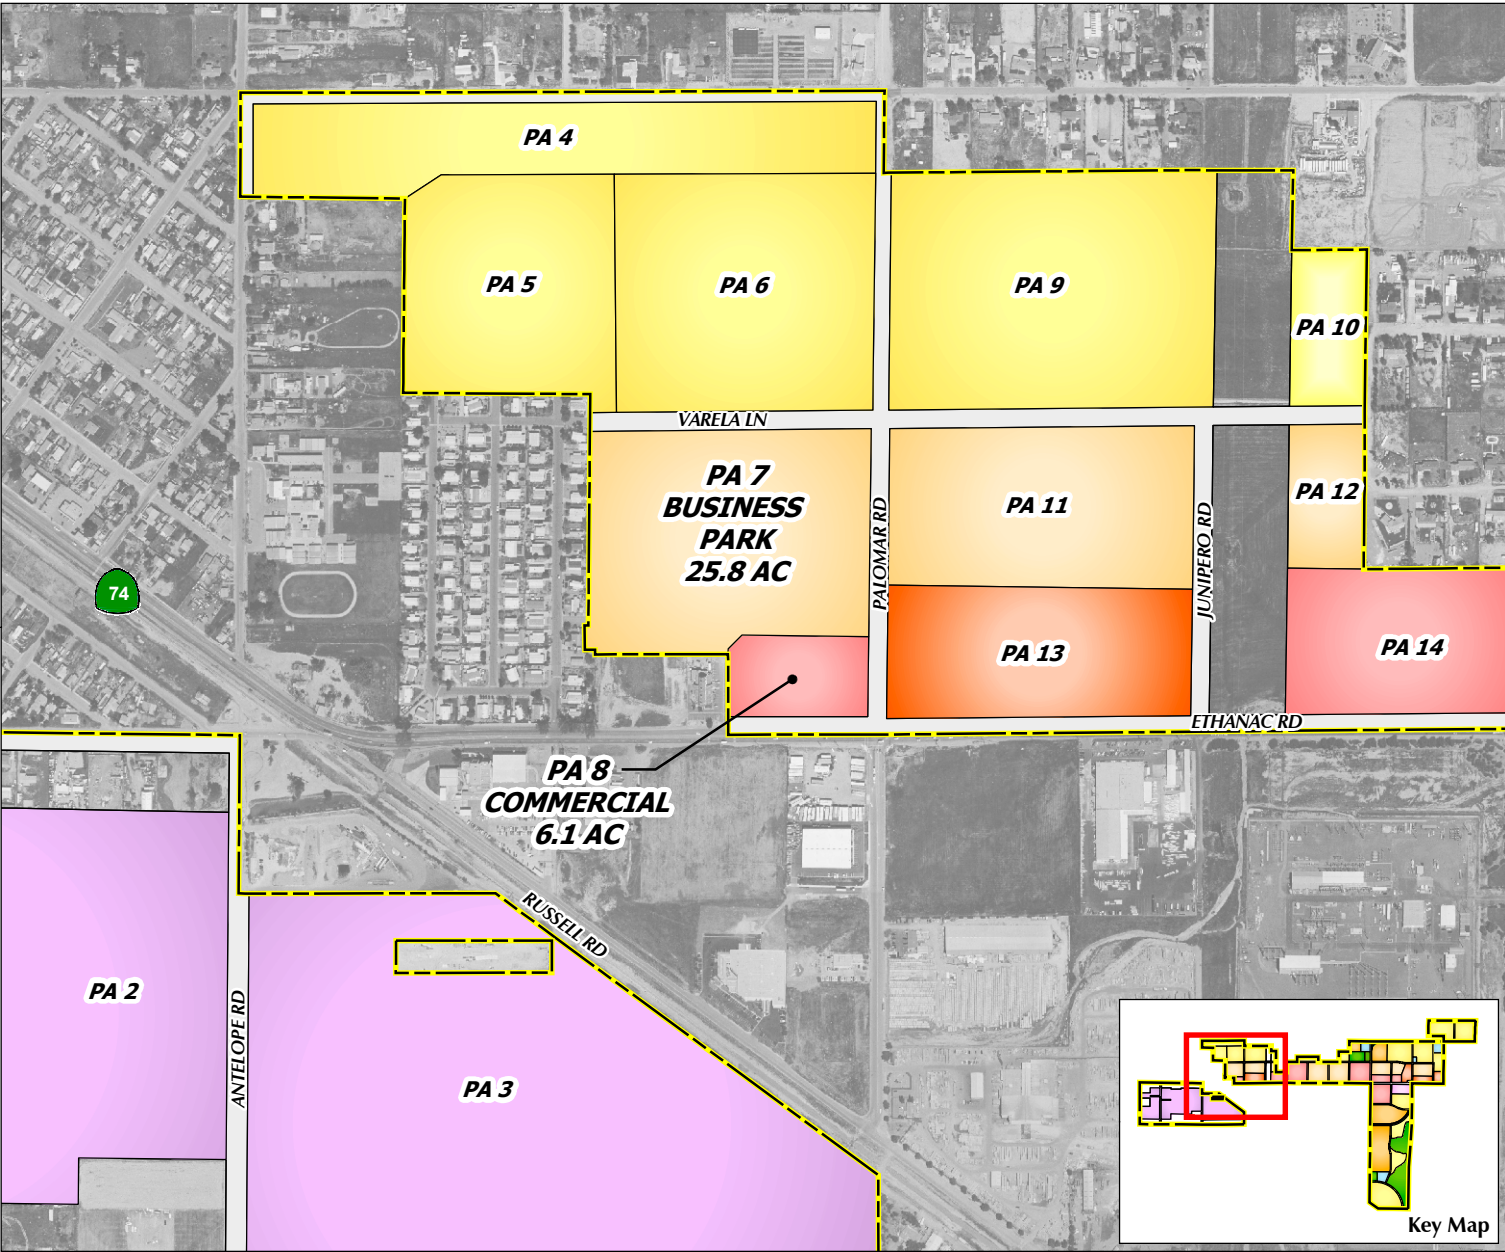 PA 4
PA 5
PA 6
PA 9
PA 10
VARELA LN
PA 7
BUSINESS
PARK
25.8 AC
PALOMAR RD
PA 11
JUNIPERO RD
PA 12
74
PA 13
PA 14
ETHANAC RD
PA 8
COMMERCIAL
6.1 AC
RUSSELL RD
PA 2
ANTELOPE RD
PA 3
Key Map